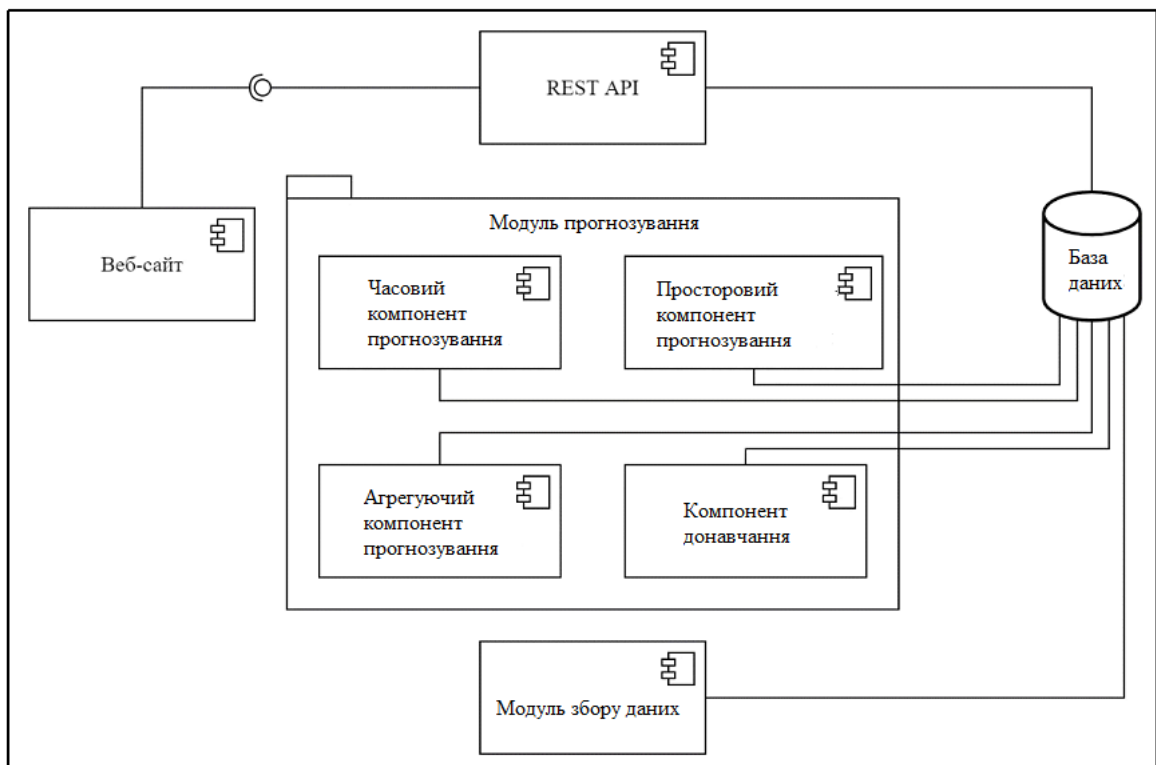 REST API
Веб-сайт
Модуль прогнозування
База
даних
Часовий
компонент
прогнозування
Просторовий
компонент
прогнозування
Агрегуючий
компонент
прогнозування
Компонент
донавчання
Модуль збору даних